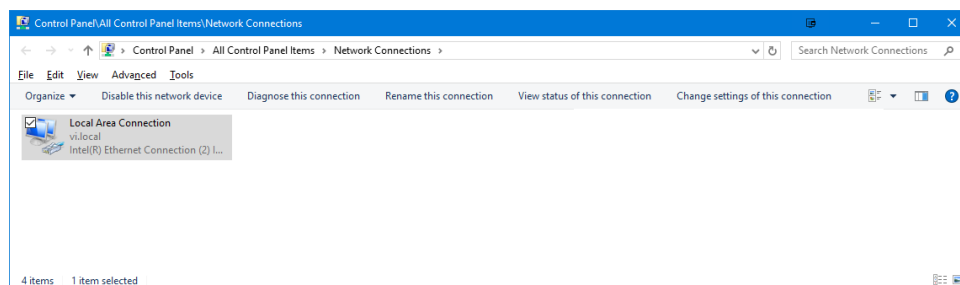 Control Panel\All Control Panel Items\Network Connections
Control Panel > All Control Panel Items > Network Connections >
Search Network Connections
File Edit View Advanced Tools
Organize Disable this network device Diagnose this connection Rename this connection View status of this connection Change settings of this connection
Local Area Connection
vi.local
Intel(R) Ethernet Connection (2) I...
4 items 1 item selected